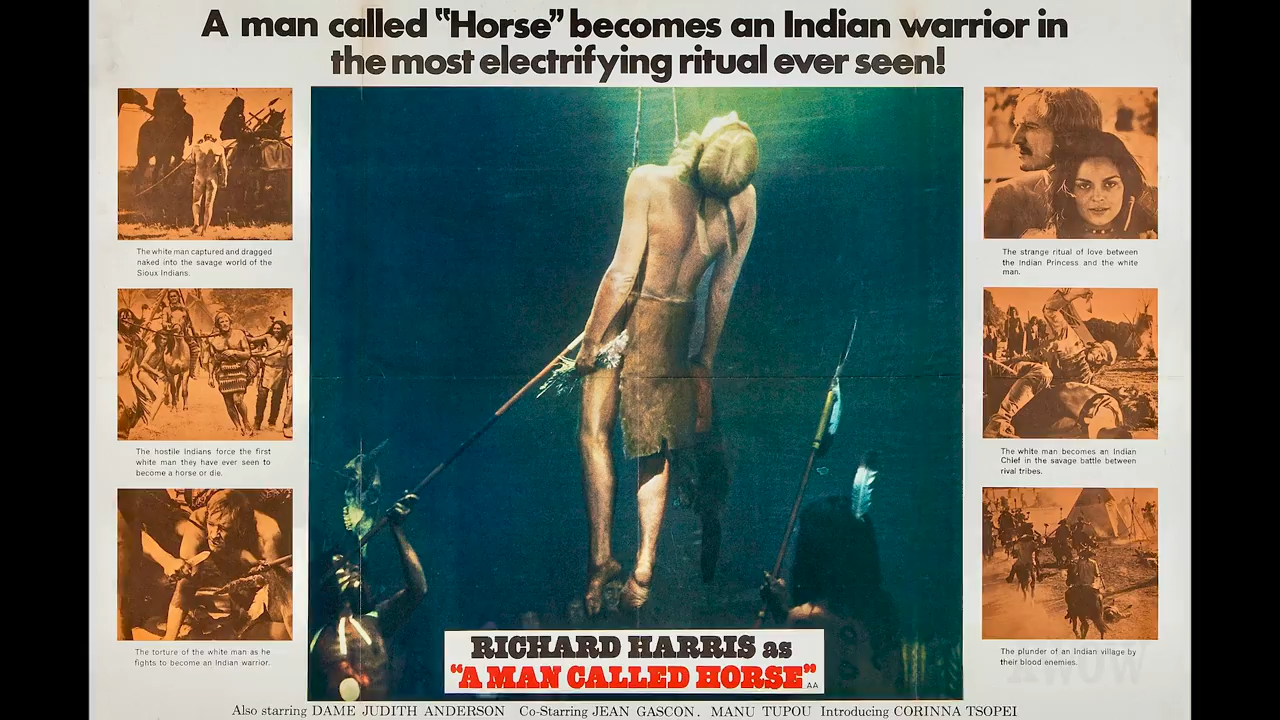 A man called "Horse" becomes an Indian warrior in
the most electrifying ritual ever seen!
The white man captured and dragged
naked into the savage world of the
Sioux Indians.
The hostile Indians force the first
white man they have ever seen to
become a horse or die.
The torture of the white man as he
fights to become an Indian warrior.
The strange ritual of love between
the Indian Princess and the white
man.
The white man becomes an Indian
Chief in the savage battle between
rival tribes.
The plunder of an Indian village by
their blood enemies.
RICHARD HARRIS as
"A MAN CALLED HORSE"
AA
Also starring DAME JUDITH ANDERSON Co-Starring JEAN GASCON. MANU TUPOU Introducing CORINNA TSOPEI